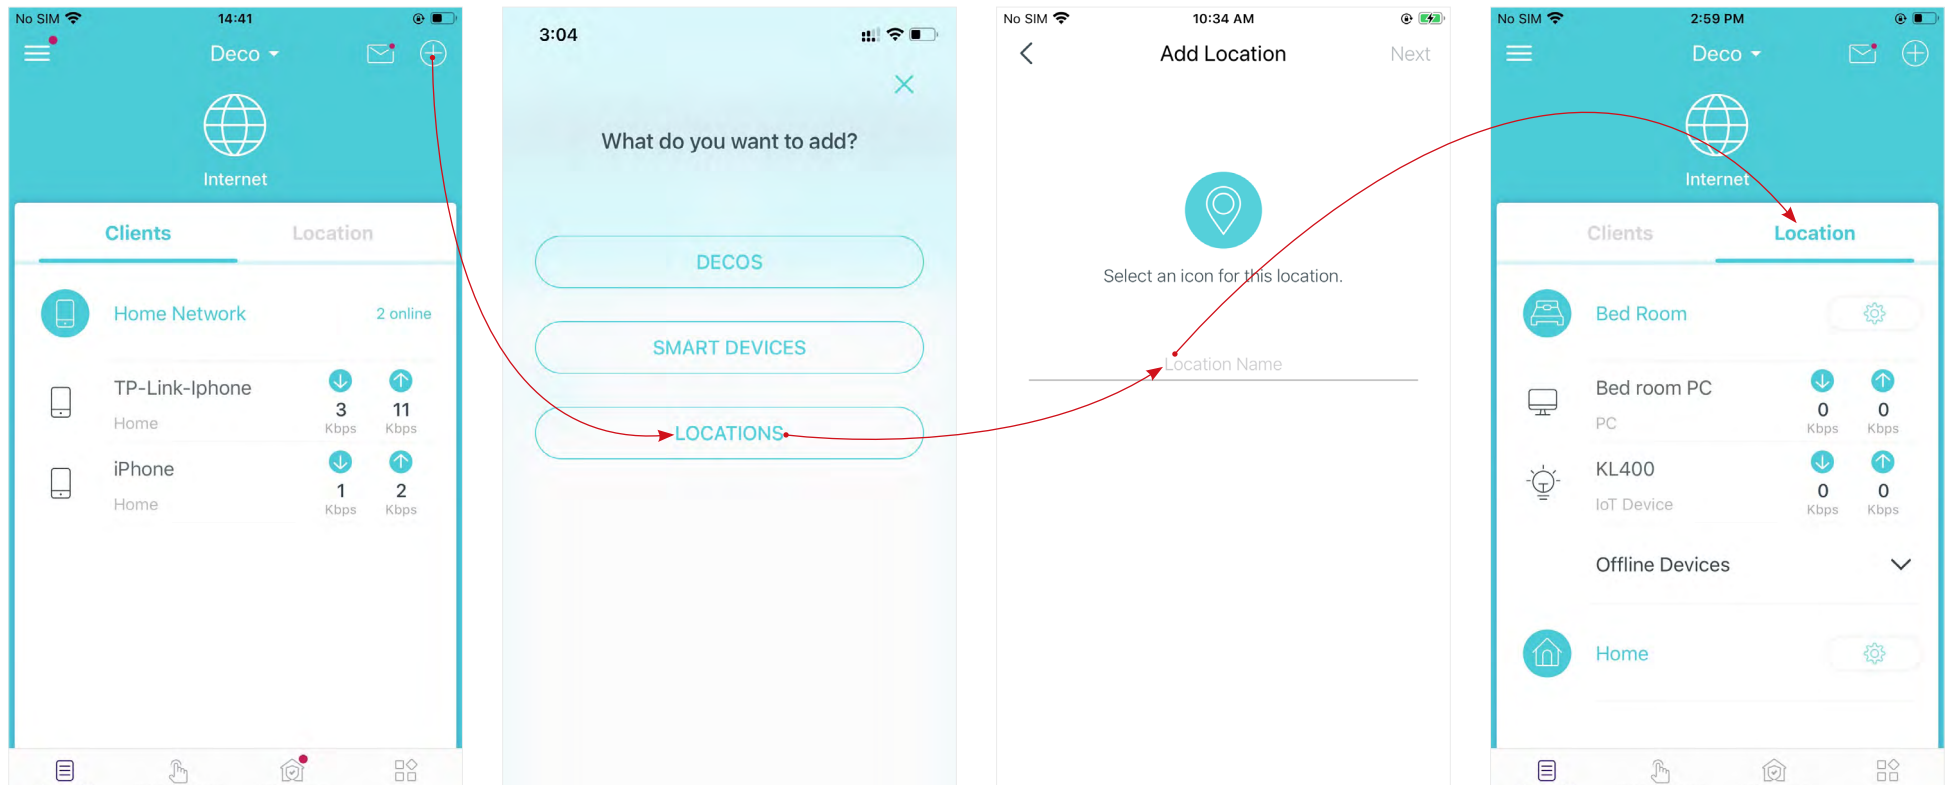 No SIM
14:41
Deco
Internet
Clients
Location
Home Network
2 online
TP-Link-Iphone
Home
3
Kbps
11
Kbps
iPhone
Home
1
Kbps
2
Kbps
3:04
What do you want to add?
DECOS
SMART DEVICES
LOCATIONS
No SIM
10:34 AM
Add Location
Next
Select an icon for this location.
Location Name
No SIM
2:59 PM
Deco
Internet
Clients
Location
Bed Room
Bed room PC
PC
0
Kbps
0
Kbps
KL400
IoT Device
0
Kbps
0
Kbps
Offline Devices
Home